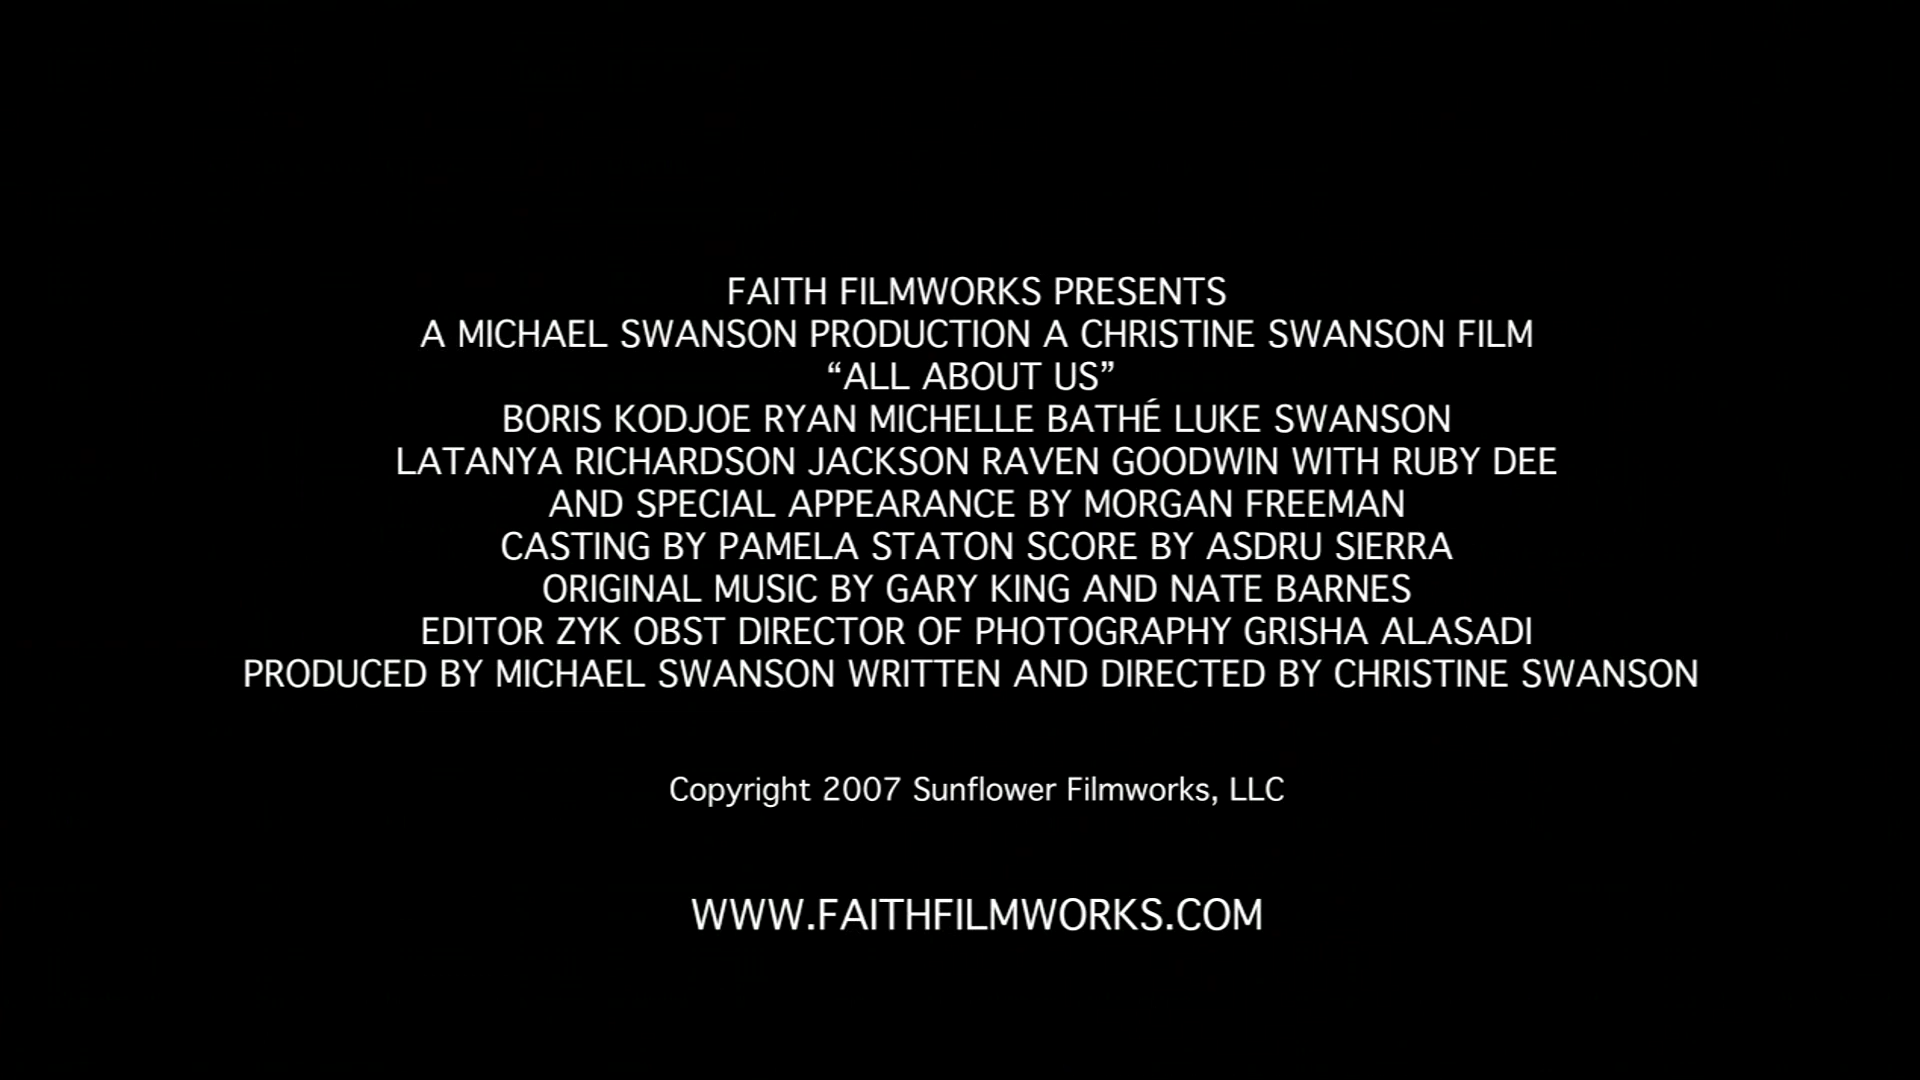 FAITH FILMWORKS PRESENTS
A MICHAEL SWANSON PRODUCTION A CHRISTINE SWANSON FILM
“ALL ABOUT US”
BORIS KODJOE RYAN MICHELLE BATHÉ LUKE SWANSON
LATANYA RICHARDSON JACKSON RAVEN GOODWIN WITH RUBY DEE
AND SPECIAL APPEARANCE BY MORGAN FREEMAN
CASTING BY PAMELA STATON SCORE BY ASDRU SIERRA
ORIGINAL MUSIC BY GARY KING AND NATE BARNES
EDITOR ZYK OBST DIRECTOR OF PHOTOGRAPHY GRISHA ALASADI
PRODUCED BY MICHAEL SWANSON WRITTEN AND DIRECTED BY CHRISTINE SWANSON
Copyright 2007 Sunflower Filmworks, LLC
WWW.FAITHFILMWORKS.COM